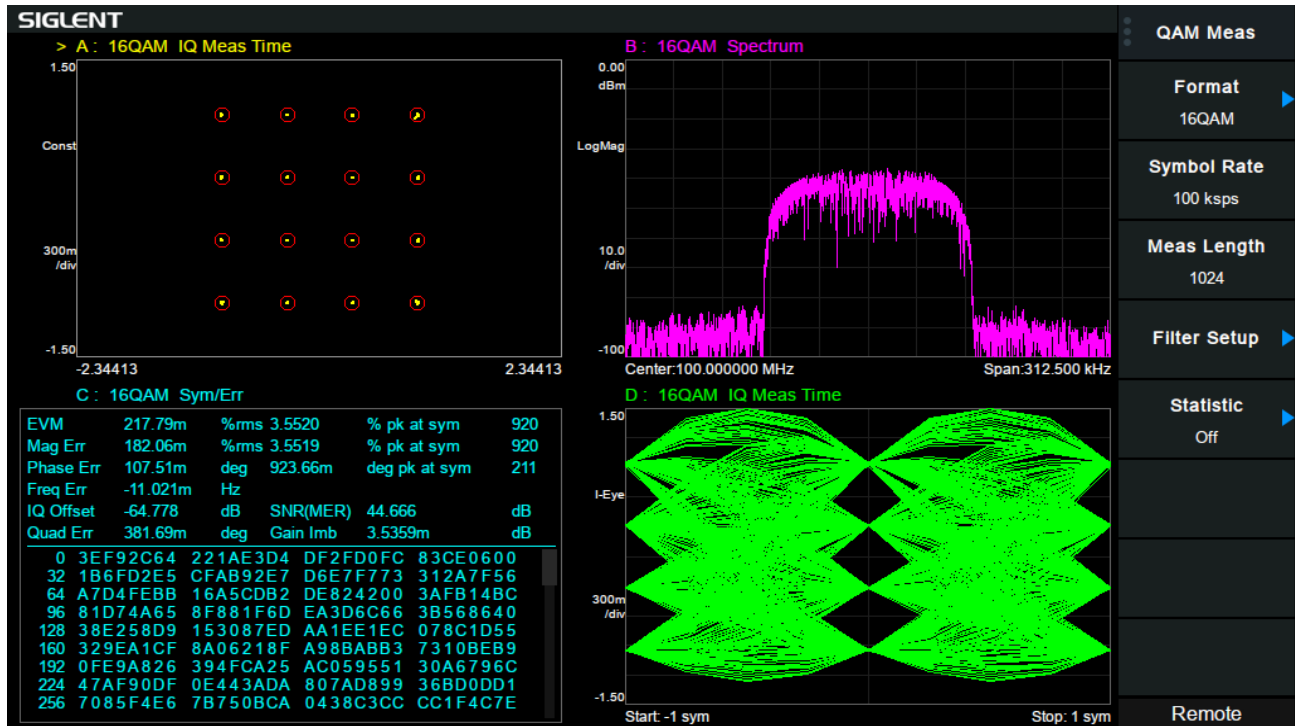 SIGLENT
> A : 16QAM IQ Meas Time
1.50
Const
300m
/div
-1.50
-2.34413 2.34413
B : 16QAM Spectrum
0.00
dBm
LogMag
10.0
/div
-100
Center:100.000000 MHz Span:312.500 kHz
C : 16QAM Sym/Err
EVM 217.79m %rms 3.5520 % pk at sym 920
Mag Err 182.06m %rms 3.5519 % pk at sym 920
Phase Err 107.51m deg 923.66m deg pk at sym 211
Freq Err -11.021m Hz
IQ Offset -64.778 dB SNR(MER) 44.666 dB
Quad Err 381.69m deg Gain Imb 3.5359m dB
0 3EF92C64 221AE3D4 DF2FD0FC 83CE0600
32 1B6FD2E5 CFAB92E7 D6E7F773 312A7F56
64 A7D4FEBB 16A5CDB2 DE824200 3AFB14BC
96 81D74A65 8F881F6D EA3D6C66 3B568640
128 38E258D9 153087ED AA1EE1EC 078C1D55
160 329EA1CF 8A06218F A98BABB3 7310BEB9
192 0FE9A826 394FCA25 AC059551 30A6796C
224 47AF90DF 0E443ADA 807AD899 36BD0DD1
256 7085F4E6 7B750BCA 0438C3CC CC1F4C7E
D : 16QAM IQ Meas Time
1.50
I-Eye
300m
/div
-1.50
Start: -1 sym Stop: 1 sym
QAM Meas
Format
16QAM
Symbol Rate
100 ksps
Meas Length
1024
Filter Setup
Statistic
Off
Remote